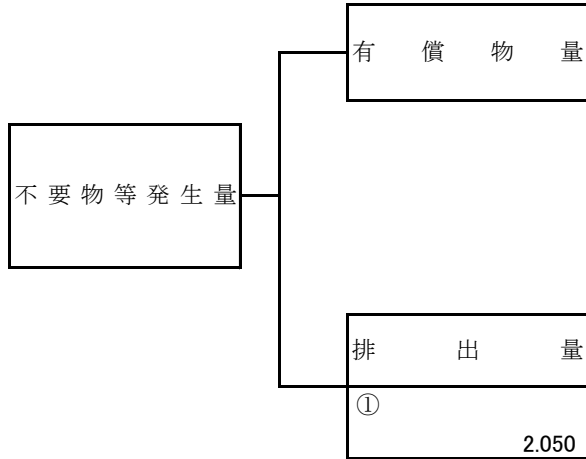 有償物量
不要物等発生量
排出量
①
2.050